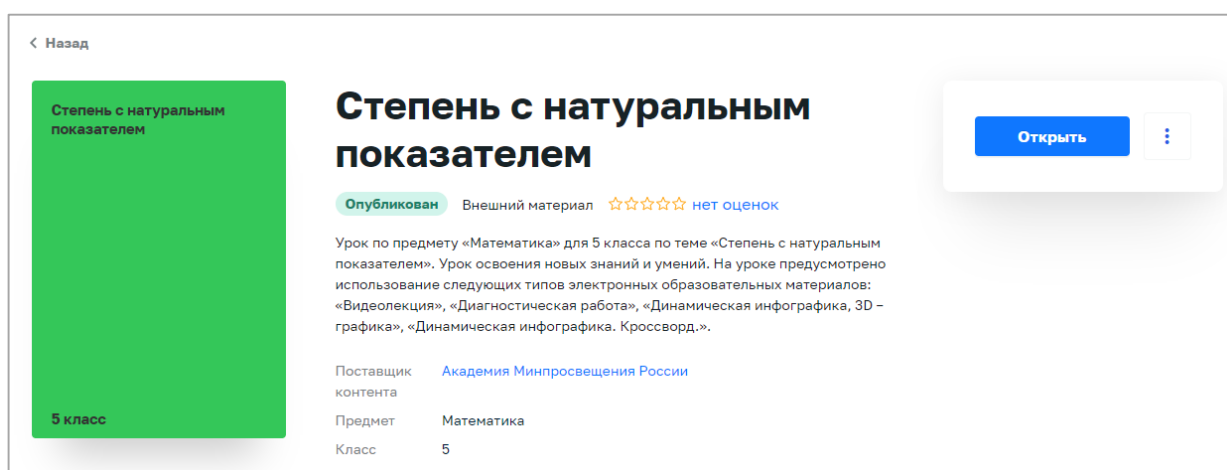 Назад
Степень с натуральным
показателем
5 класс
Степень с натуральным
показателем
Опубликован Внешний материал нет оценок
Урок по предмету «Математика» для 5 класса по теме «Степень с натуральным
показателем». Урок освоения новых знаний и умений. На уроке предусмотрено
использование следующих типов электронных образовательных материалов:
«Видеолекция», «Диагностическая работа», «Динамическая инфографика, 3D –
графика», «Динамическая инфографика. Кроссворд.».
Поставщик контента Академия Минпросвещения России
Предмет Математика
Класс 5
Открыть